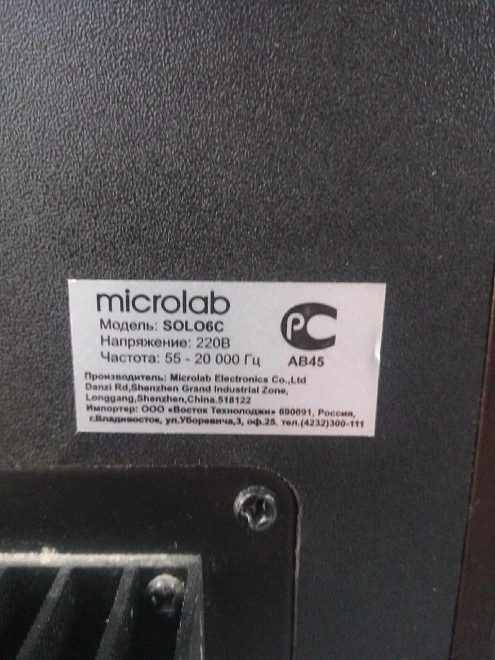 microlab
Модель: SOLO6C
Напряжение: 220В
Частота: 55 - 20 000 Гц
РС
АВ45
Производитель: Microlab Electronics Co.,Ltd
Danzi Rd,Shenzhen Grand Industrial Zone,
Longgang,Shenzhen,China.518122
Импортер: ООО «Восток Технолоджи» 690091, Россия,
г.Владивосток, ул.Уборевича,3, оф.25. тел.(4232)300-111